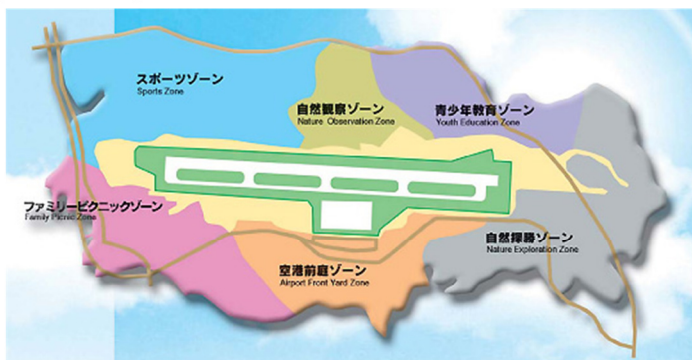 スポーツゾーン
Sports Zone
自然観察ゾーン
Nature Observation Zone
青少年教育ゾーン
Youth Education Zone
ファミリーピクニックゾーン
Family Picnic Zone
空港前庭ゾーン
Airport Front Yard Zone
自然探勝ゾーン
Nature Exploration Zone